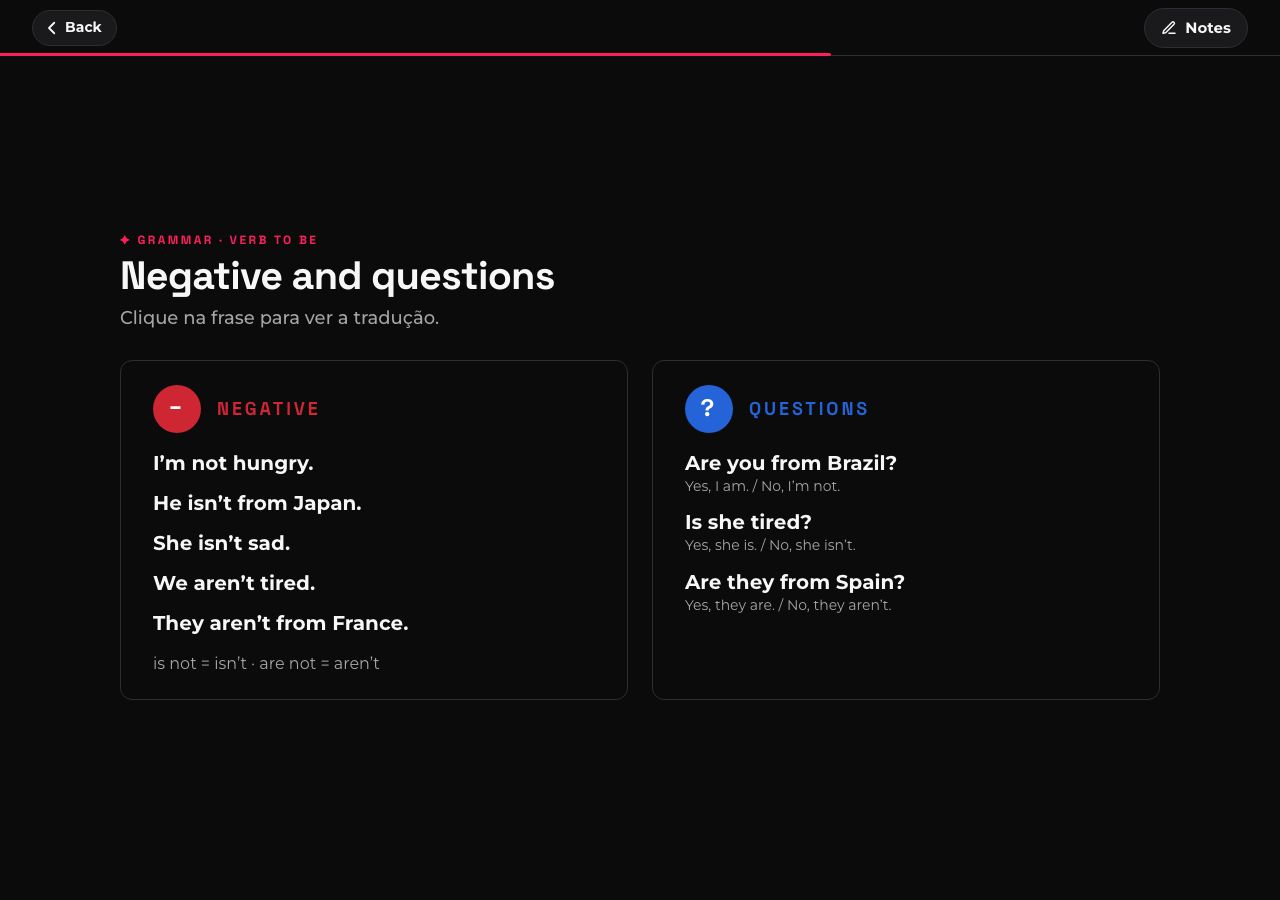 Back
Notes
GRAMMAR · VERB TO BE
Negative and questions
Clique na frase para ver a tradução.
– NEGATIVE
I’m not hungry.
He isn’t from Japan.
She isn’t sad.
We aren’t tired.
They aren’t from France.
is not = isn’t · are not = aren’t
? QUESTIONS
Are you from Brazil?
Yes, I am. / No, I’m not.
Is she tired?
Yes, she is. / No, she isn’t.
Are they from Spain?
Yes, they are. / No, they aren’t.